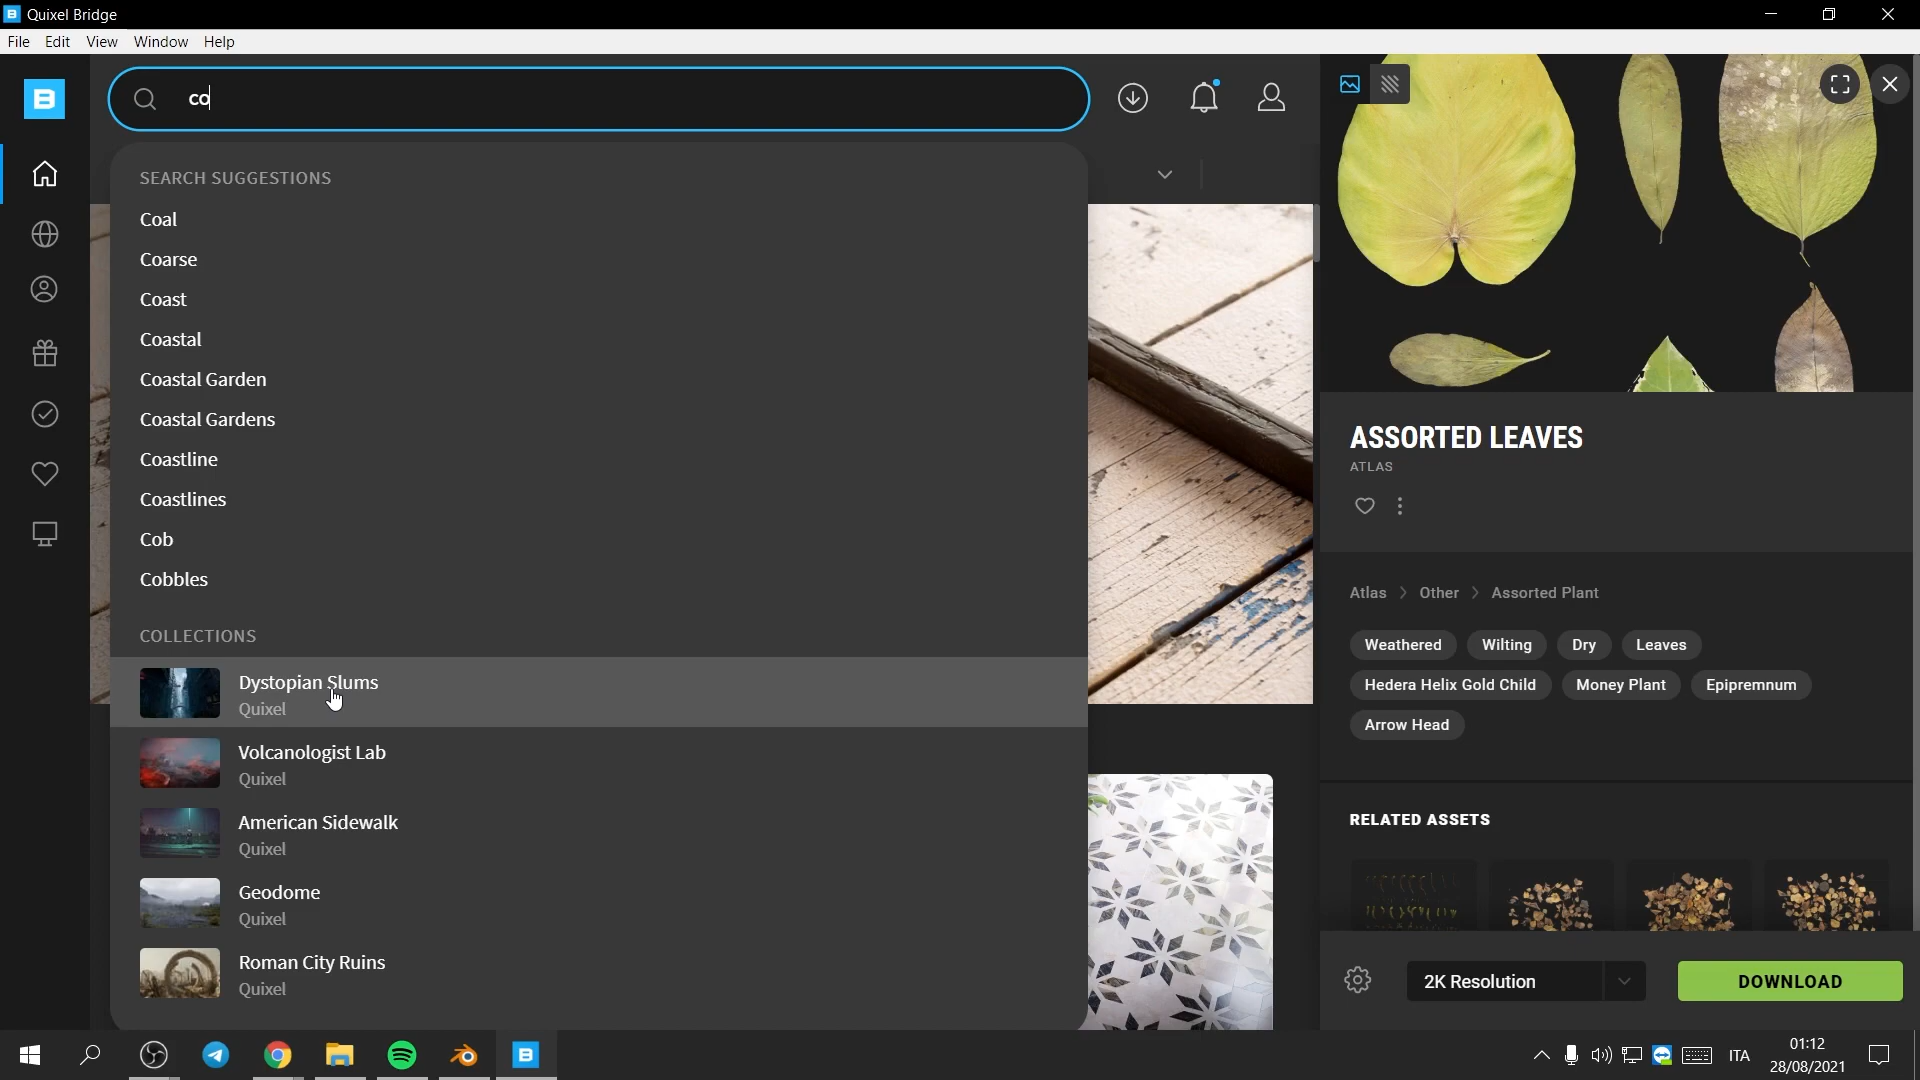 Quixel Bridge
File Edit View Window Help
co
SEARCH SUGGESTIONS
Coal
Coarse
Coast
Coastal
Coastal Garden
Coastal Gardens
Coastline
Coastlines
Cob
Cobbles
COLLECTIONS
Dystopian Slums
Quixel
Volcanologist Lab
Quixel
American Sidewalk
Quixel
Geodome
Quixel
Roman City Ruins
Quixel
ASSORTED LEAVES
ATLAS
Atlas > Other > Assorted Plant
Weathered Wilting Dry Leaves
Hedera Helix Gold Child Money Plant Epipremnum
Arrow Head
RELATED ASSETS
2K Resolution DOWNLOAD
ITA
01:12
28/08/2021